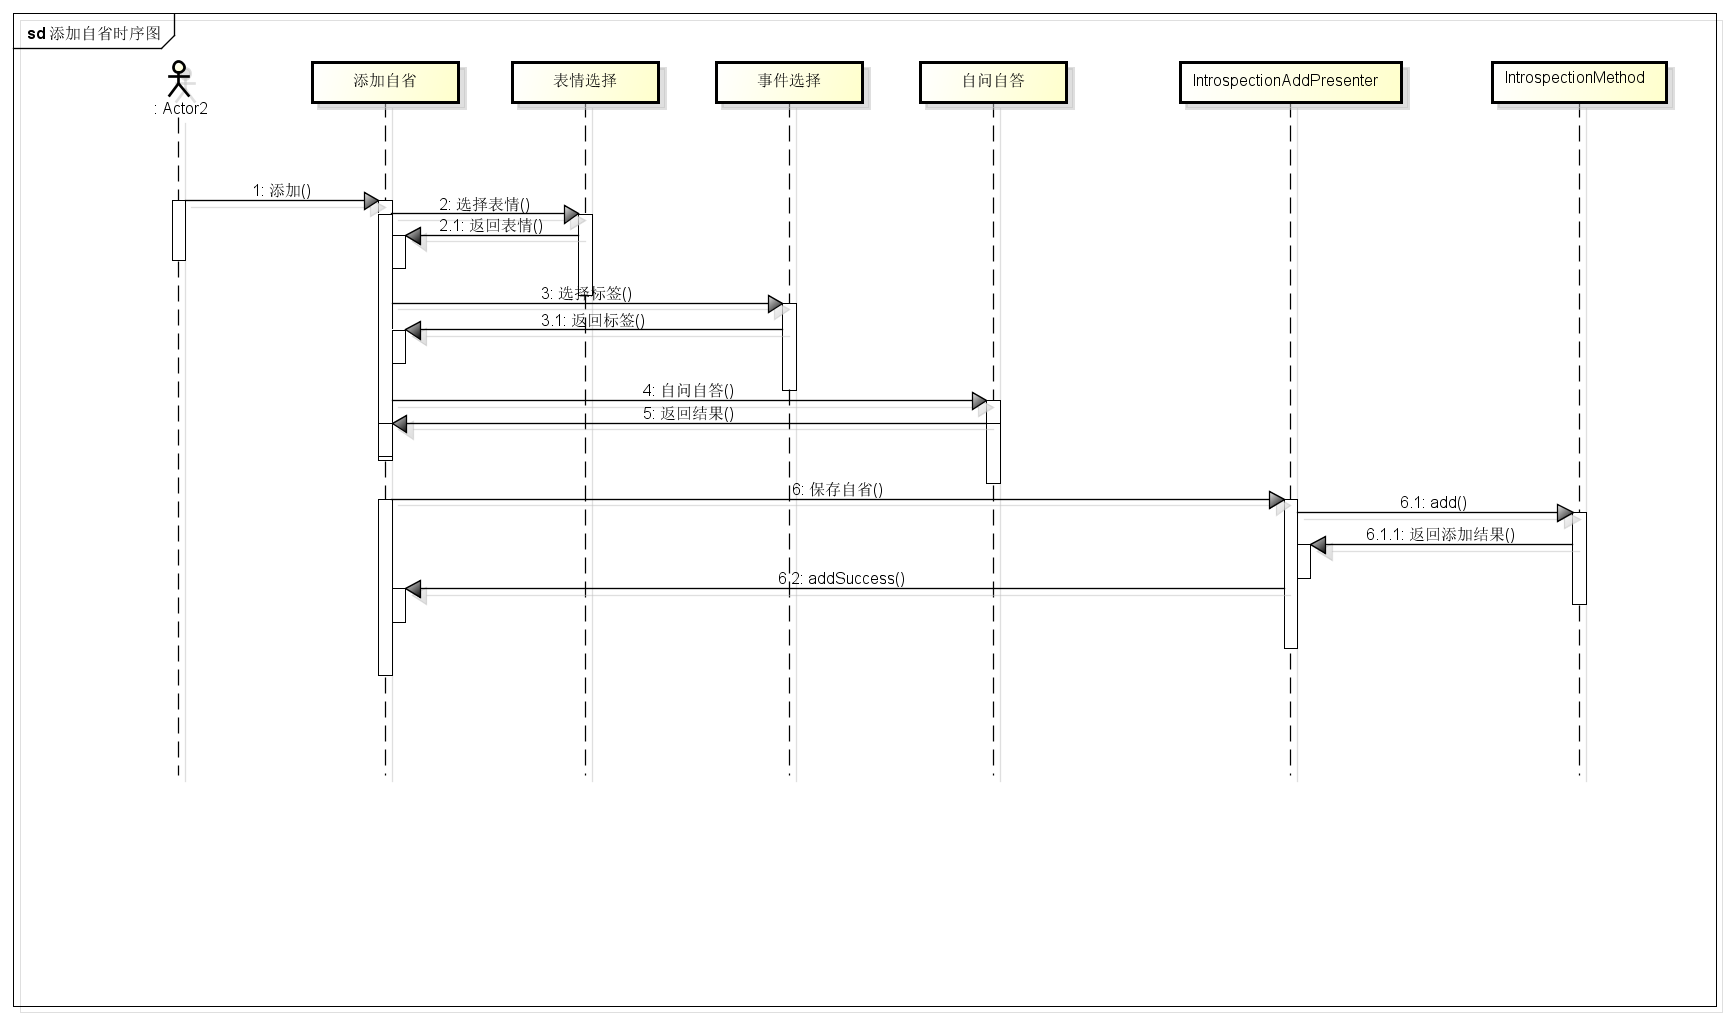 sd 添加自省时序图
: Actor2
添加自省
表情选择
事件选择
自问自答
IntrospectionAddPresenter
IntrospectionMethod
1: 添加()
2: 选择表情()
2.1: 返回表情()
3: 选择标签()
3.1: 返回标签()
4: 自问自答()
5: 返回结果()
6: 保存自省()
6.1: add()
6.1.1: 返回添加结果()
6.2: addSuccess()